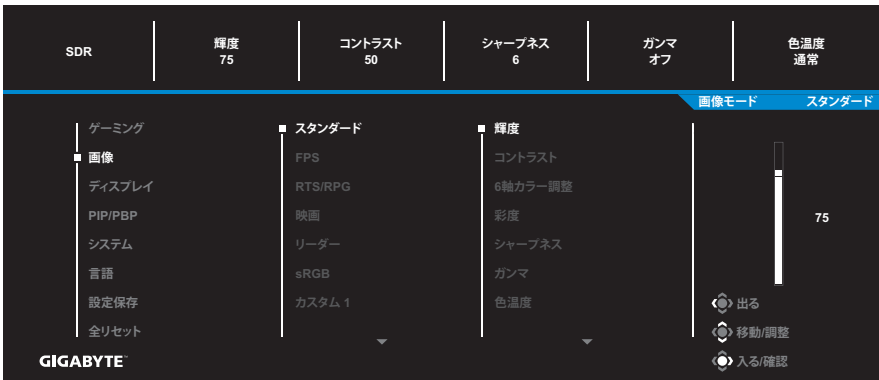 SDR
輝度
75
コントラスト
50
シャープネス
6
ガンマ
オフ
色温度
通常
画像モード スタンダード
ゲーミング
画像
ディスプレイ
PIP/PBP
システム
言語
設定保存
全リセット
スタンダード
FPS
RTS/RPG
映画
リーダー
sRGB
カスタム 1
輝度
コントラスト
6軸カラー調整
彩度
シャープネス
ガンマ
色温度
75
出る
移動/調整
入る/確認
GIGABYTE™